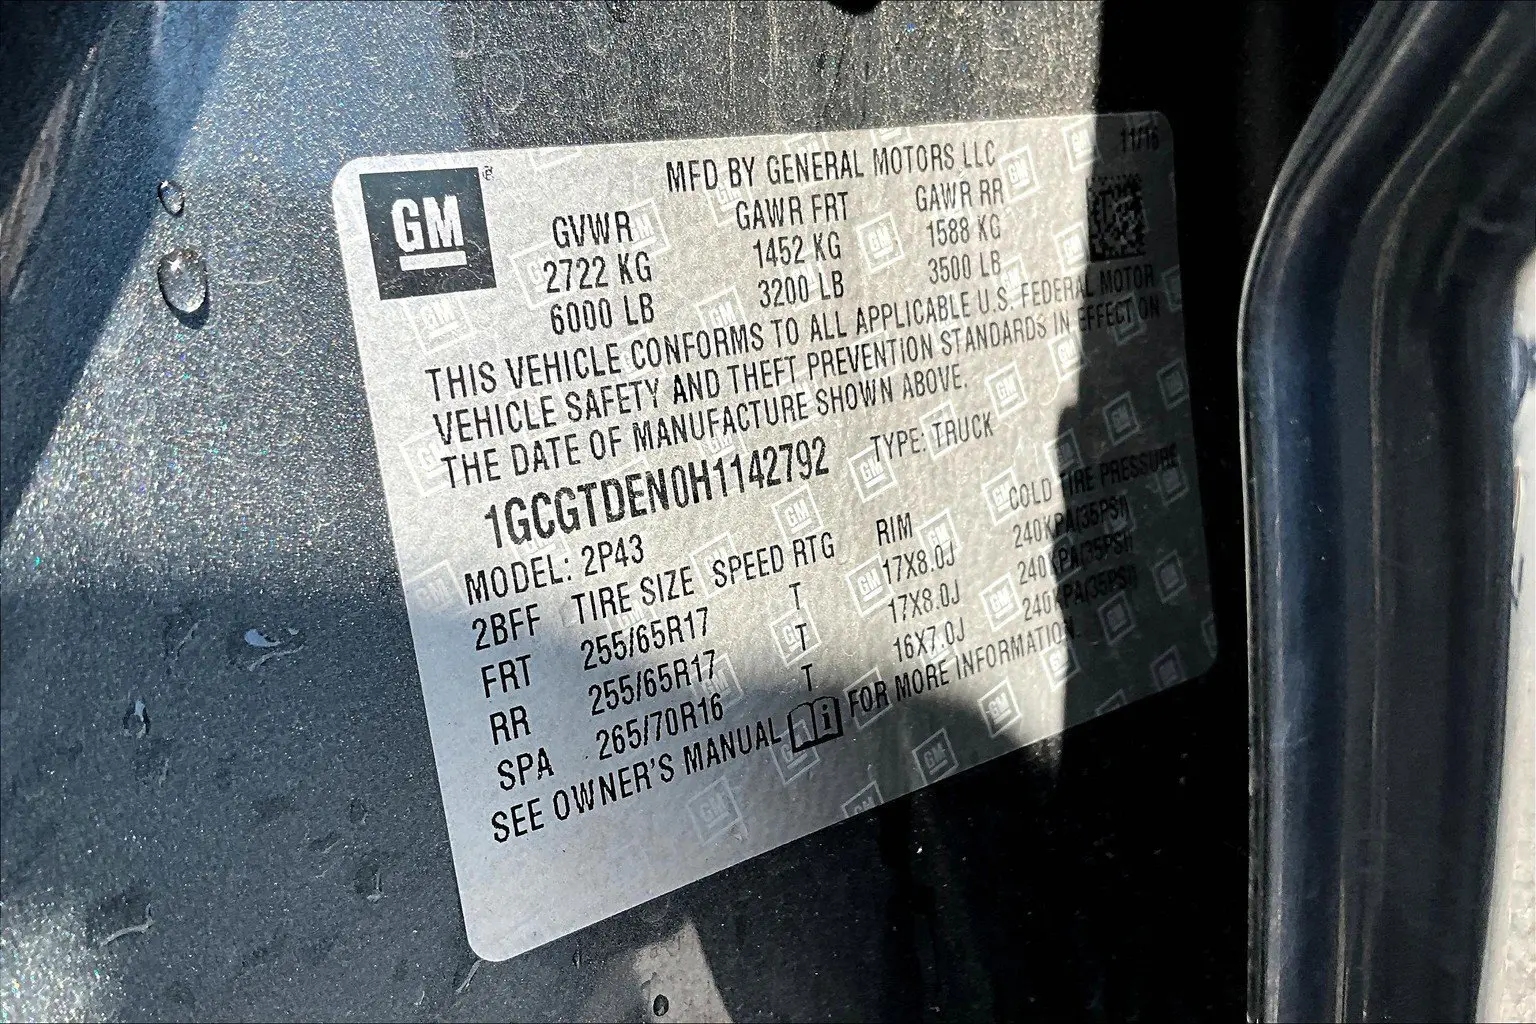 GM ®
MFD BY GENERAL MOTORS LLC 11/16
GVWR GAWR FRT GAWR RR
2722 KG 1452 KG 1588 KG
6000 LB 3200 LB 3500 LB
THIS VEHICLE CONFORMS TO ALL APPLICABLE U.S. FEDERAL MOTOR
VEHICLE SAFETY AND THEFT PREVENTION STANDARDS IN EFFECT ON
THE DATE OF MANUFACTURE SHOWN ABOVE.
1GCGTDEN0H1142792 TYPE: TRUCK
MODEL: 2P43
2BFF TIRE SIZE SPEED RTG RIM COLD TIRE PRESSURE
FRT 255/65R17 T 17X8.0J 240KPA(35PSI)
RR 255/65R17 T 17X8.0J 240KPA(35PSI)
SPA 265/70R16 T 16X7.0J 240KPA(35PSI)
SEE OWNER'S MANUAL FOR MORE INFORMATION.